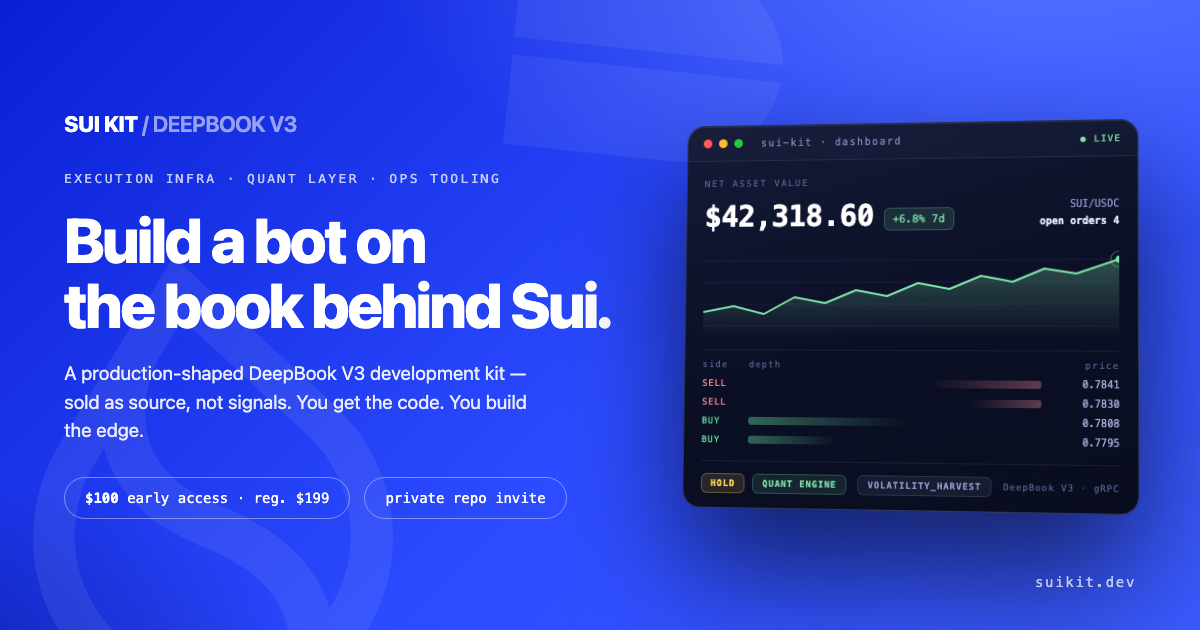 SUI KIT / DEEPBOOK V3
EXECUTION INFRA · QUANT LAYER · OPS TOOLING
Build a bot on
the book behind Sui.
A production-shaped DeepBook V3 development kit —
sold as source, not signals. You get the code. You build
the edge.
$100 early access · reg. $199
private repo invite
sui-kit · dashboard
● LIVE
NET ASSET VALUE
$42,318.60 +6.8% 7d
SUI/USDC
open orders 4
side depth price
SELL 0.7841
SELL 0.7830
BUY 0.7808
BUY 0.7795
HOLD QUANT ENGINE VOLATILITY_HARVEST DeepBook V3 · gRPC
suikit.dev